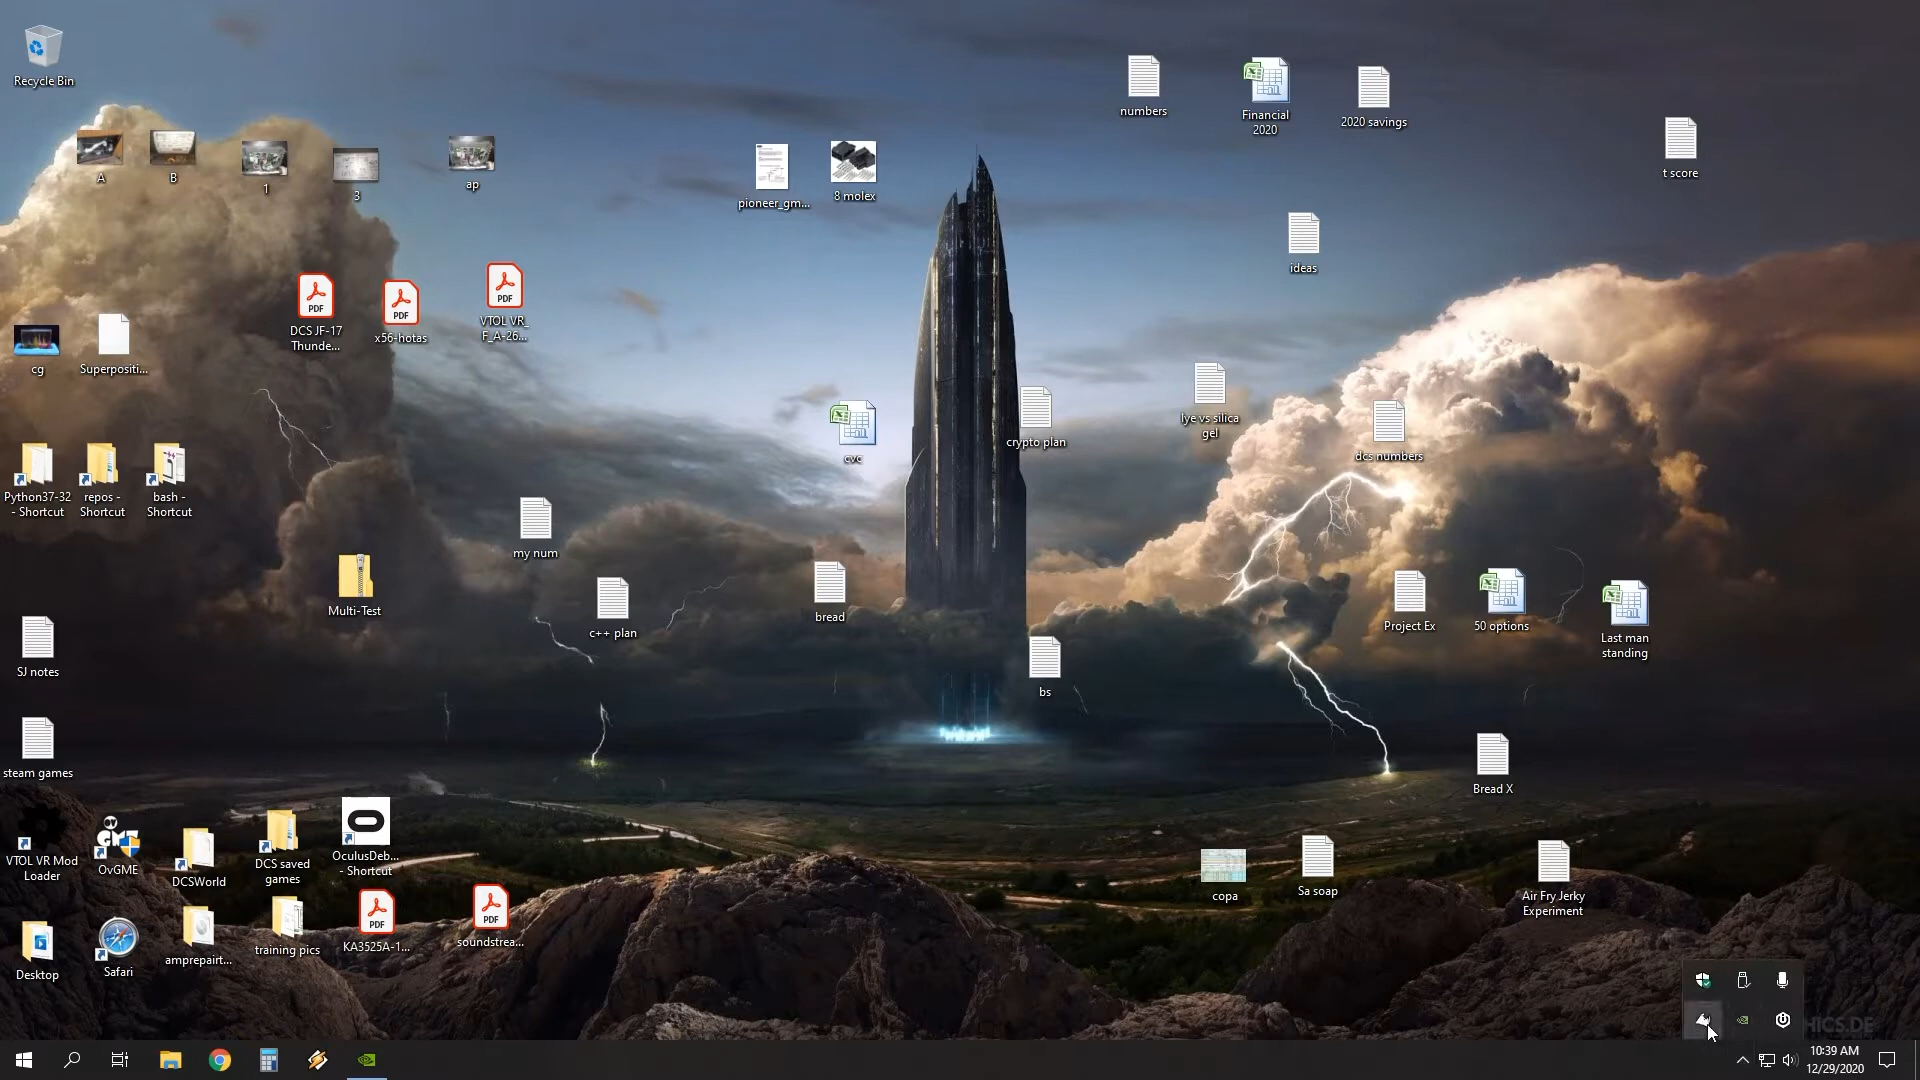 Recycle Bin
A
B
1
3
ap
pioneer_gm...
8 molex
numbers
Financial
2020
2020 savings
t score
ideas
DCS JF-17
Thunde...
x56-hotas
VTOL VR_
F_A-26...
cg
Superpositi...
cvc
crypto plan
lye vs silica
gel
dcs numbers
Python37-32
- Shortcut
repos -
Shortcut
bash -
Shortcut
my num
Multi-Test
c++ plan
bread
Project Ex
50 options
Last man
standing
SJ notes
bs
steam games
Bread X
VTOL VR Mod
Loader
OvGME
DCSWorld
DCS saved
games
OculusDeb...
- Shortcut
copa
Sa soap
Air Fry Jerky
Experiment
Desktop
Safari
amprepairt...
training pics
KA3525A-1...
soundstrea...
HICS.DE
10:39 AM
12/29/2020